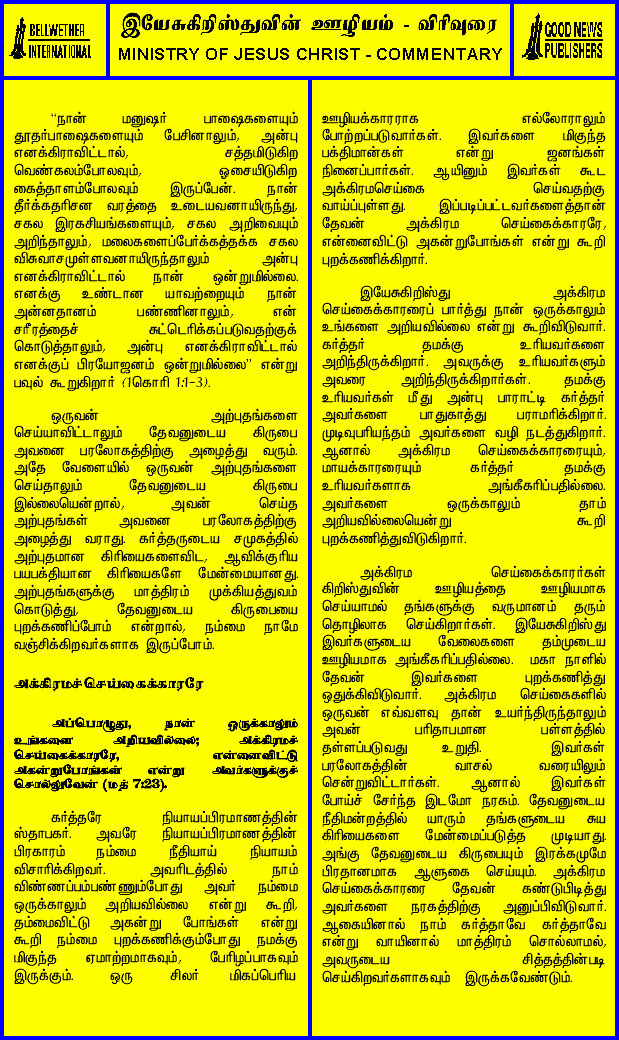 BELLWETHER
INTERNATIONAL
இயேசுகிறிஸ்துவின் ஊழியம் - விரிவுரை
MINISTRY OF JESUS CHRIST - COMMENTARY
GOOD NEWS
PUBLISHERS
“நான் மனுஷர் பாஷைகளையும்
தூதர்பாஷைகளையும் பேசினாலும், அன்பு
எனக்கிராவிட்டால், சத்தமிடுகிற
வெண்கலம்போலவும், ஓசையிடுகிற
கைத்தாளம்போலவும் இருப்பேன். நான்
தீர்க்கதரிசன வரத்தை உடையவனாயிருந்து,
சகல இரகசியங்களையும், சகல அறிவையும்
அறிந்தாலும், மலைகளைப்பேர்க்கத்தக்க சகல
விசுவாசமுள்ளவனாயிருந்தாலும் அன்பு
எனக்கிராவிட்டால் நான் ஒன்றுமில்லை.
எனக்கு உண்டான யாவற்றையும் நான்
அன்னதானம் பண்ணினாலும், என்
சரீரத்தைச் சுட்டெரிக்கப்படுவதற்குக்
கொடுத்தாலும், அன்பு எனக்கிராவிட்டால்
எனக்குப் பிரயோஜனம் ஒன்றுமில்லை” என்று
பவுல் கூறுகிறார் (1கொரி 1:1-3).
ஒருவன் அற்புதங்களை
செய்யாவிட்டாலும் தேவனுடைய கிருபை
அவனை பரலோகத்திற்கு அழைத்து வரும்.
அதே வேளையில் ஒருவன் அற்புதங்களை
செய்தாலும் தேவனுடைய கிருபை
இல்லையென்றால், அவன் செய்த
அற்புதங்கள் அவனை பரலோகத்திற்கு
அழைத்து வராது. கர்த்தருடைய சமுகத்தில்
அற்புதமான கிரியைகளைவிட, ஆவிக்குரிய
பயபக்தியான கிரியைகளே மேன்மையானது.
அற்புதங்களுக்கு மாத்திரம் முக்கியத்துவம்
கொடுத்து, தேவனுடைய கிருபையை
புறக்கணிப்போம் என்றால், நம்மை நாமே
வஞ்சிக்கிறவர்களாக இருப்போம்.
அக்கிரமச்செய்கைக்காரரே
அப்பொழுது, நான் ஒருக்காலும்
உங்களை அறியவில்லை; அக்கிரமச்
செய்கைக்காரரே, என்னைவிட்டு
அகன்றுபோங்கள் என்று அவர்களுக்குச்
சொல்லுவேன் (மத் 7:23).
கர்த்தரே நியாயப்பிரமாணத்தின்
ஸ்தாபகர். அவரே நியாயப்பிரமாணத்தின்
பிரகாரம் நம்மை நீதியாய் நியாயம்
விசாரிக்கிறவர். அவரிடத்தில் நாம்
விண்ணப்பம்பண்ணும்போது அவர் நம்மை
ஒருக்காலும் அறியவில்லை என்று கூறி,
தம்மைவிட்டு அகன்று போங்கள் என்று
கூறி நம்மை புறக்கணிக்கும்போது நமக்கு
மிகுந்த ஏமாற்றமாகவும், பேரிழப்பாகவும்
இருக்கும். ஒரு சிலர் மிகப்பெரிய
ஊழியக்காரராக எல்லோராலும்
போற்றப்படுவார்கள். இவர்களை மிகுந்த
பக்திமான்கள் என்று ஜனங்கள்
நினைப்பார்கள். ஆயினும் இவர்கள் கூட
அக்கிரமசெய்கை செய்வதற்கு
வாய்ப்புள்ளது. இப்படிப்பட்டவர்களைத்தான்
தேவன் அக்கிரம செய்கைக்காரரே,
என்னைவிட்டு அகன்றுபோங்கள் என்று கூறி
புறக்கணிக்கிறார்.
இயேசுகிறிஸ்து அக்கிரம
செய்கைக்காரரைப் பார்த்து நான் ஒருக்காலும்
உங்களை அறியவில்லை என்று கூறிவிடுவார்.
கர்த்தர் தமக்கு உரியவர்களை
அறிந்திருக்கிறார். அவருக்கு உரியவர்களும்
அவரை அறிந்திருக்கிறார்கள். தமக்கு
உரியவர்கள் மீது அன்பு பாராட்டி கர்த்தர்
அவர்களை பாதுகாத்து பராமரிக்கிறார்.
முடிவுபரியந்தம் அவர்களை வழி நடத்துகிறார்.
ஆனால் அக்கிரம செய்கைக்காரரையும்,
மாயக்காரரையும் கர்த்தர் தமக்கு
உரியவர்களாக அங்கீகரிப்பதில்லை.
அவர்களை ஒருக்காலும் தாம்
அறியவில்லையென்று கூறி
புறக்கணித்துவிடுகிறார்.
அக்கிரம செய்கைக்காரர்கள்
கிறிஸ்துவின் ஊழியத்தை ஊழியமாக
செய்யாமல் தங்களுக்கு வருமானம் தரும்
தொழிலாக செய்கிறார்கள். இயேசுகிறிஸ்து
இவர்களுடைய வேலைகளை தம்முடைய
ஊழியமாக அங்கீகரிப்பதில்லை. மகா நாளில்
தேவன் இவர்களை புறக்கணித்து
ஒதுக்கிவிடுவார். அக்கிரம செய்கைகளில்
ஒருவன் எவ்வளவு தான் உயர்ந்திருந்தாலும்
அவன் பரிதாபமான பள்ளத்தில்
தள்ளப்படுவது உறுதி. இவர்கள்
பரலோகத்தின் வாசல் வரையிலும்
சென்றுவிட்டார்கள். ஆனால் இவர்கள்
போய்ச் சேர்ந்த இடமோ நரகம். தேவனுடைய
நீதிமன்றத்தில் யாரும் தங்களுடைய சுய
கிரியைகளை மேன்மைப்படுத்த முடியாது.
அங்கு தேவனுடைய கிருபையும் இரக்கமுமே
பிரதானமாக ஆளுகை செய்யும். அக்கிரம
செய்கைக்காரரை தேவன் கண்டுபிடித்து
அவர்களை நரகத்திற்கு அனுப்பிவிடுவார்.
ஆகையினால் நாம் கர்த்தாவே கர்த்தாவே
என்று வாயினால் மாத்திரம் சொல்லாமல்,
அவருடைய சித்தத்தின்படி
செய்கிறவர்களாகவும் இருக்கவேண்டும்.